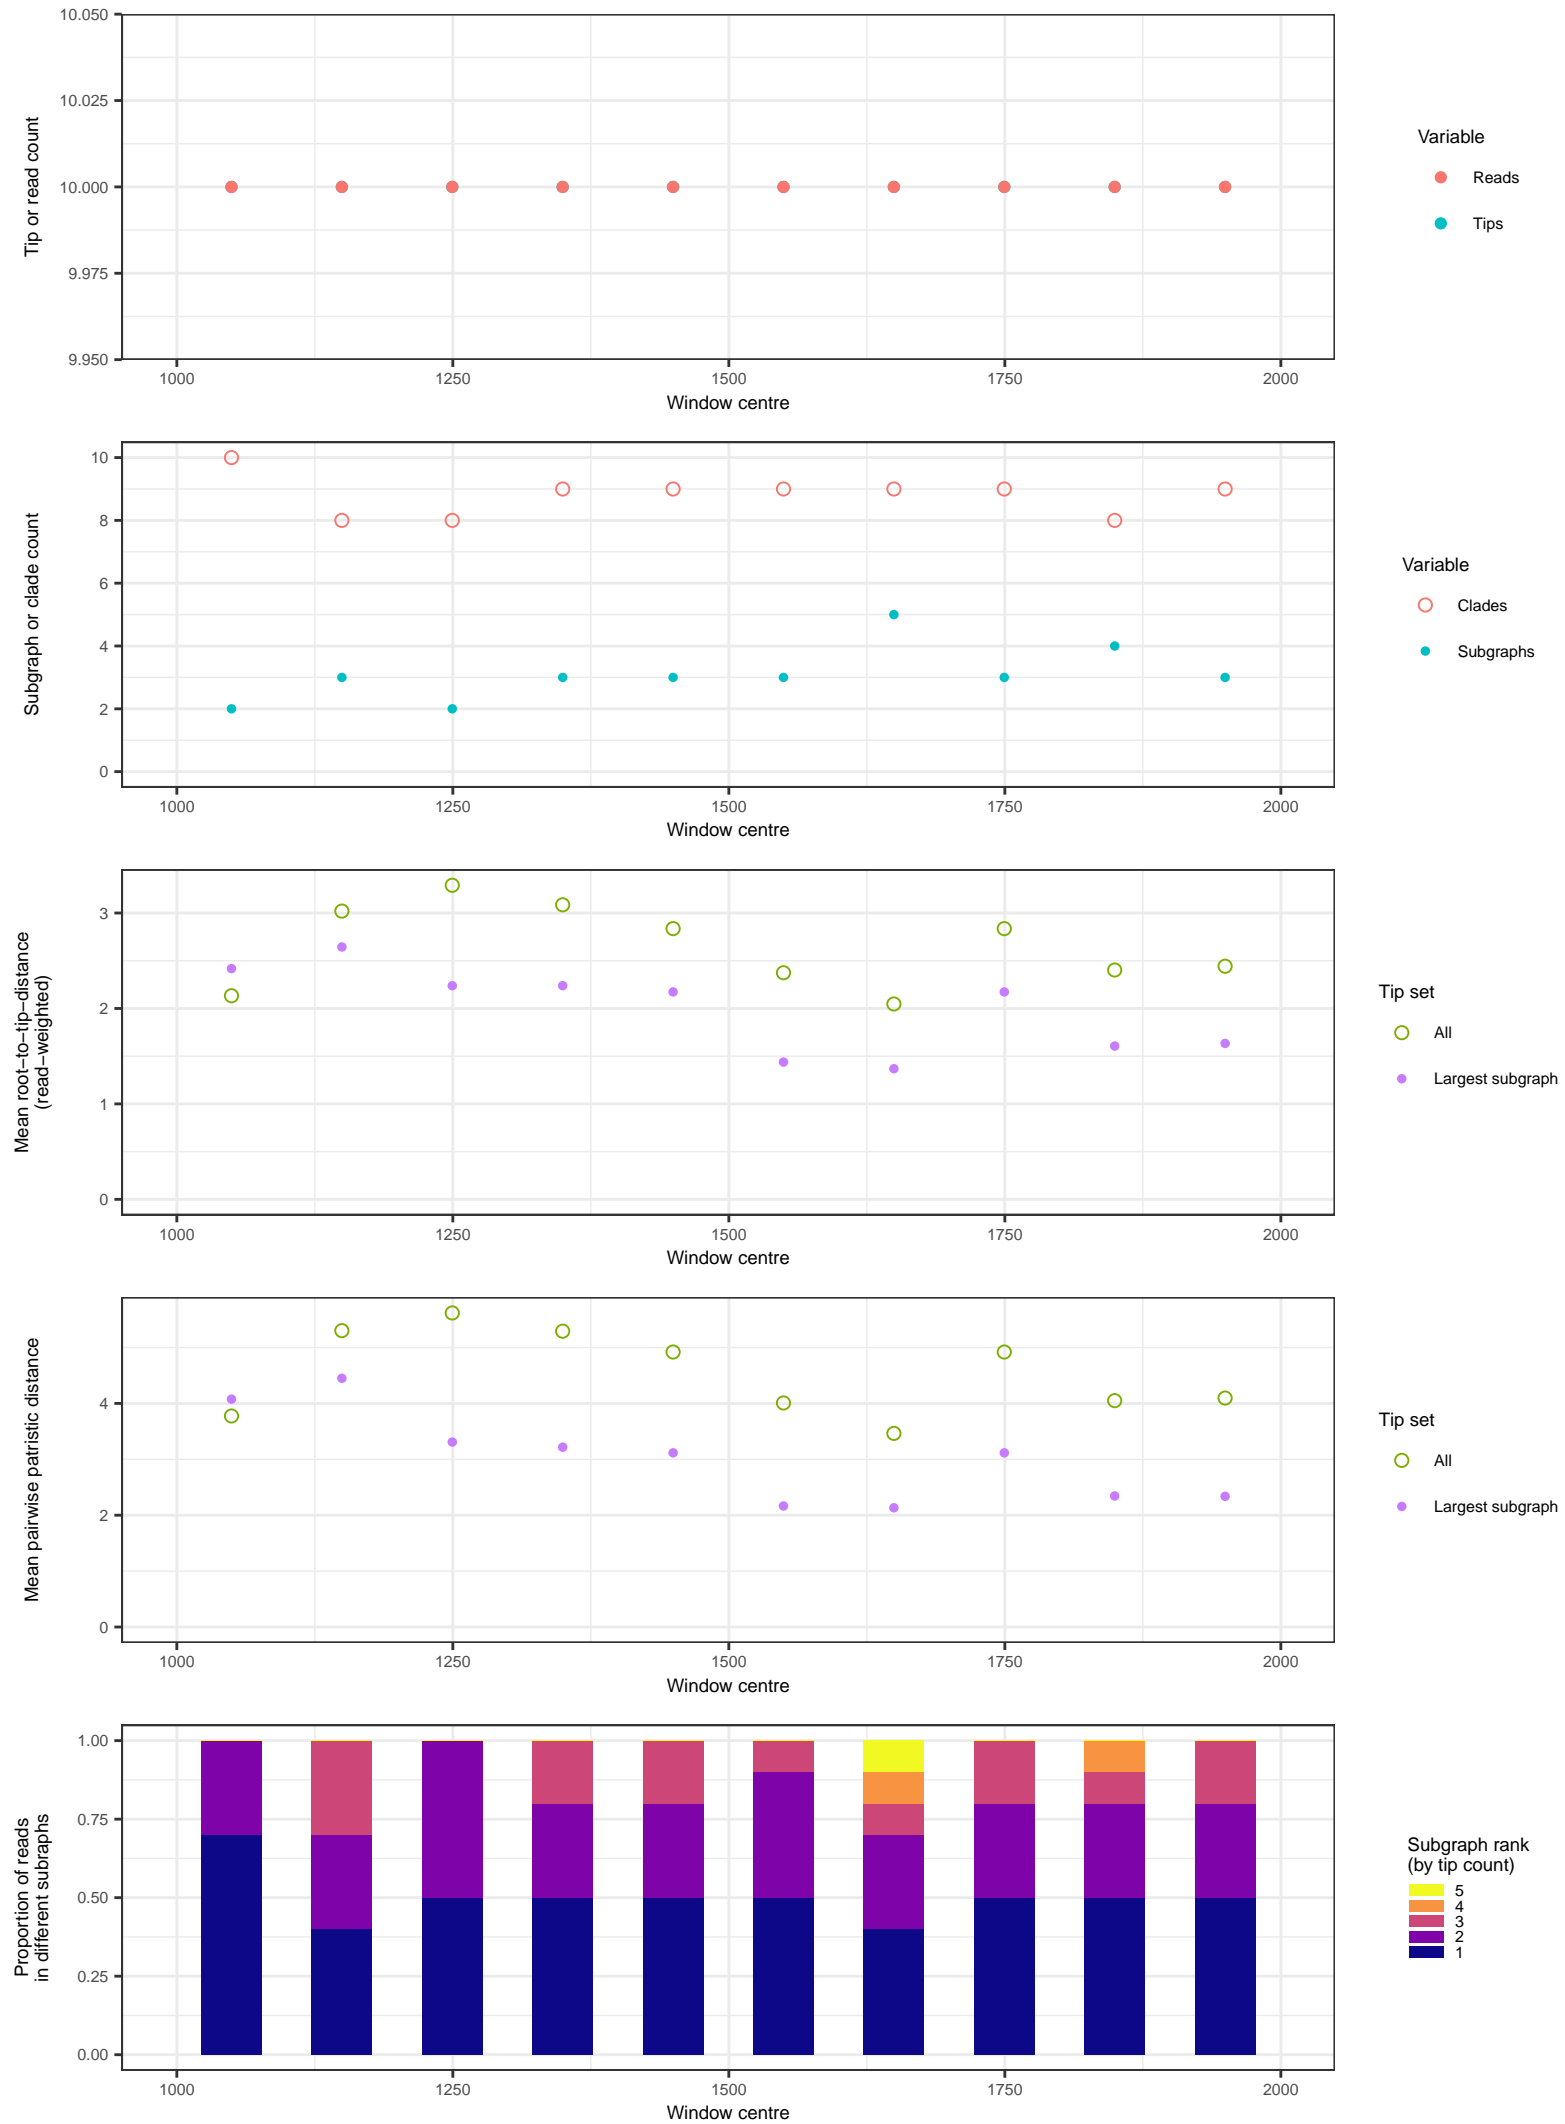 10.050
10.025
10.000
9.975
9.950
Tip or read count
1000 1250 1500 1750 2000
Window centre
Variable
Reads
Tips
10
8
6
4
2
0
Subgraph or clade count
1000 1250 1500 1750 2000
Window centre
Variable
Clades
Subgraphs
3
2
1
0
Mean root−to−tip−distance
(read−weighted)
1000 1250 1500 1750 2000
Window centre
Tip set
All
Largest subgraph
4
2
0
Mean pairwise patristic distance
1000 1250 1500 1750 2000
Window centre
Tip set
All
Largest subgraph
1.00
0.75
0.50
0.25
0.00
Proportion of reads
in different subraphs
1000 1250 1500 1750 2000
Window centre
Subgraph rank
(by tip count)
5
4
3
2
1